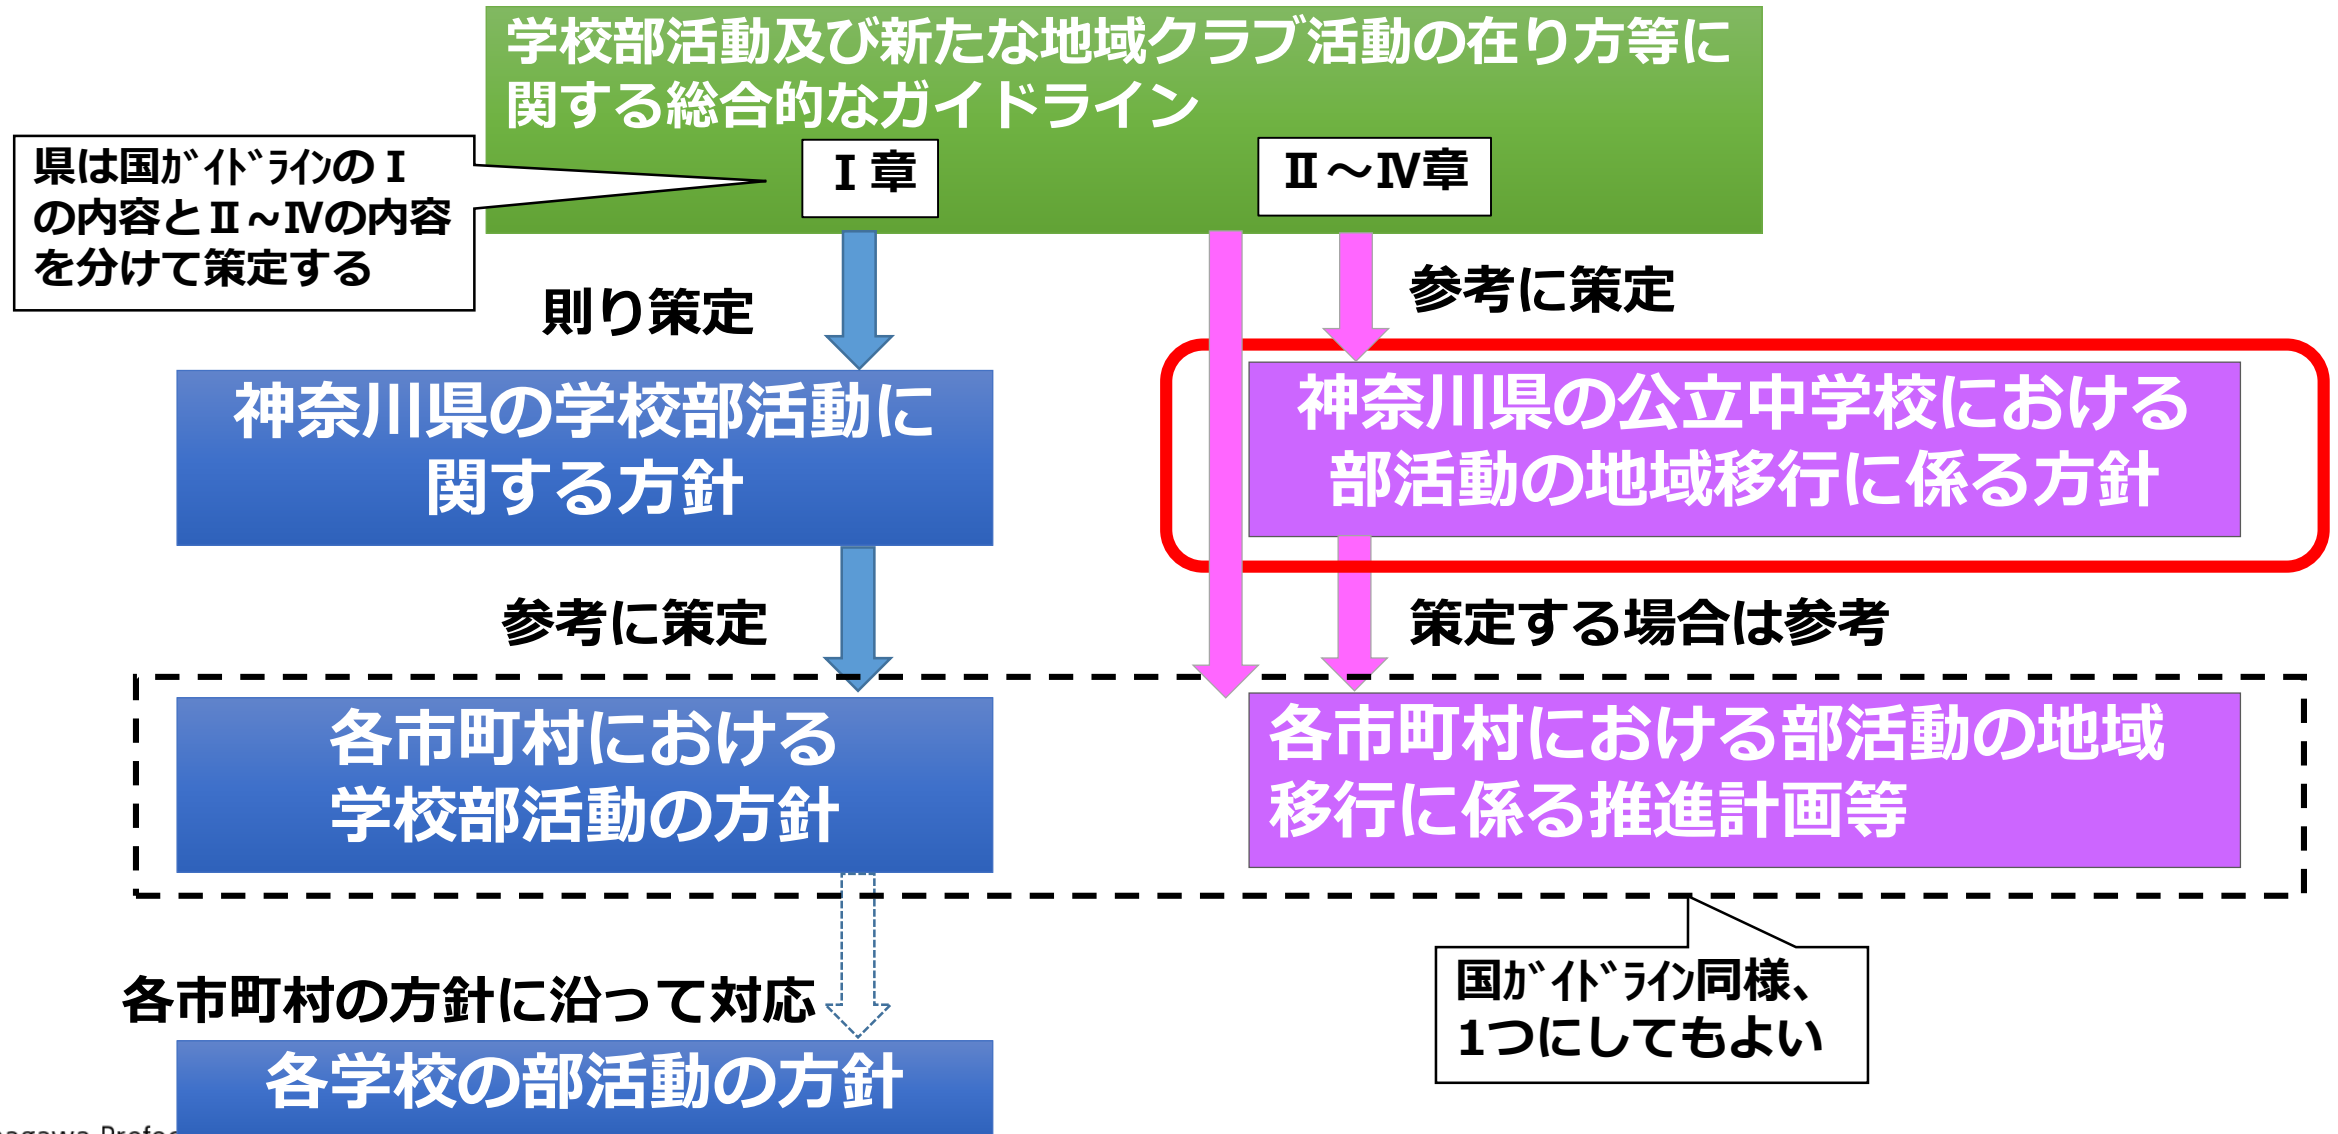 学校部活動及び新たな地域クラブ活動の在り方等に
関する総合的なガイドライン
県は国ｶﾞｲﾄﾞﾗｲﾝのⅠ
の内容とⅡ~Ⅳの内容
を分けて策定する
Ⅰ章
Ⅱ～Ⅳ章
則り策定
参考に策定
神奈川県の学校部活動に
関する方針
神奈川県の公立中学校における
部活動の地域移行に係る方針
参考に策定
策定する場合は参考
各市町村における
学校部活動の方針
各市町村における部活動の地域
移行に係る推進計画等
各市町村の方針に沿って対応
国ｶﾞｲﾄﾞﾗｲﾝ同様、
1つにしてもよい
各学校の部活動の方針